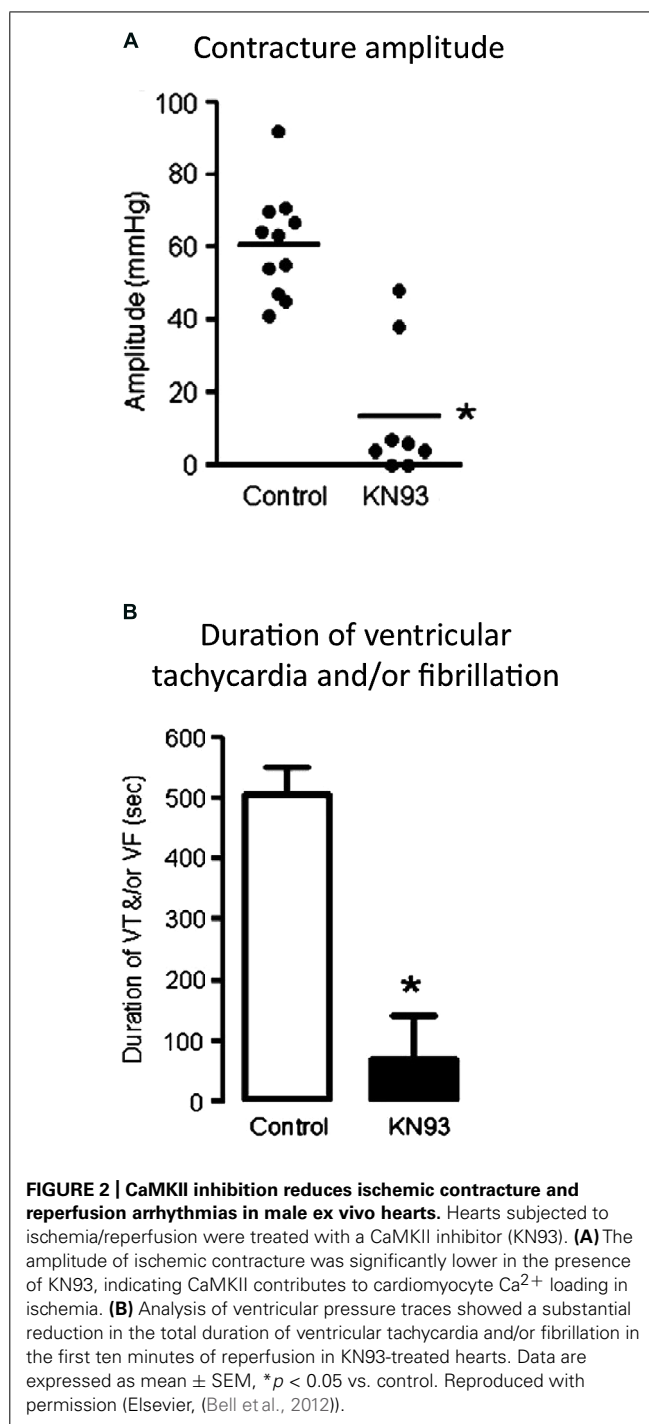 A
Contracture amplitude
100
80
60
40
20
0
Amplitude (mmHg)
*
Control KN93
B
Duration of ventricular
tachycardia and/or fibrillation
600
500
400
300
200
100
0
Duration of VT &/or VF (sec)
*
Control KN93
FIGURE 2 | CaMKII inhibition reduces ischemic contracture and
reperfusion arrhythmias in male ex vivo hearts. Hearts subjected to
ischemia/reperfusion were treated with a CaMKII inhibitor (KN93). (A) The
amplitude of ischemic contracture was significantly lower in the presence
of KN93, indicating CaMKII contributes to cardiomyocyte Ca²⁺ loading in
ischemia. (B) Analysis of ventricular pressure traces showed a substantial
reduction in the total duration of ventricular tachycardia and/or fibrillation in
the first ten minutes of reperfusion in KN93-treated hearts. Data are
expressed as mean ± SEM, *p < 0.05 vs. control. Reproduced with
permission (Elsevier, (Bell et al., 2012)).